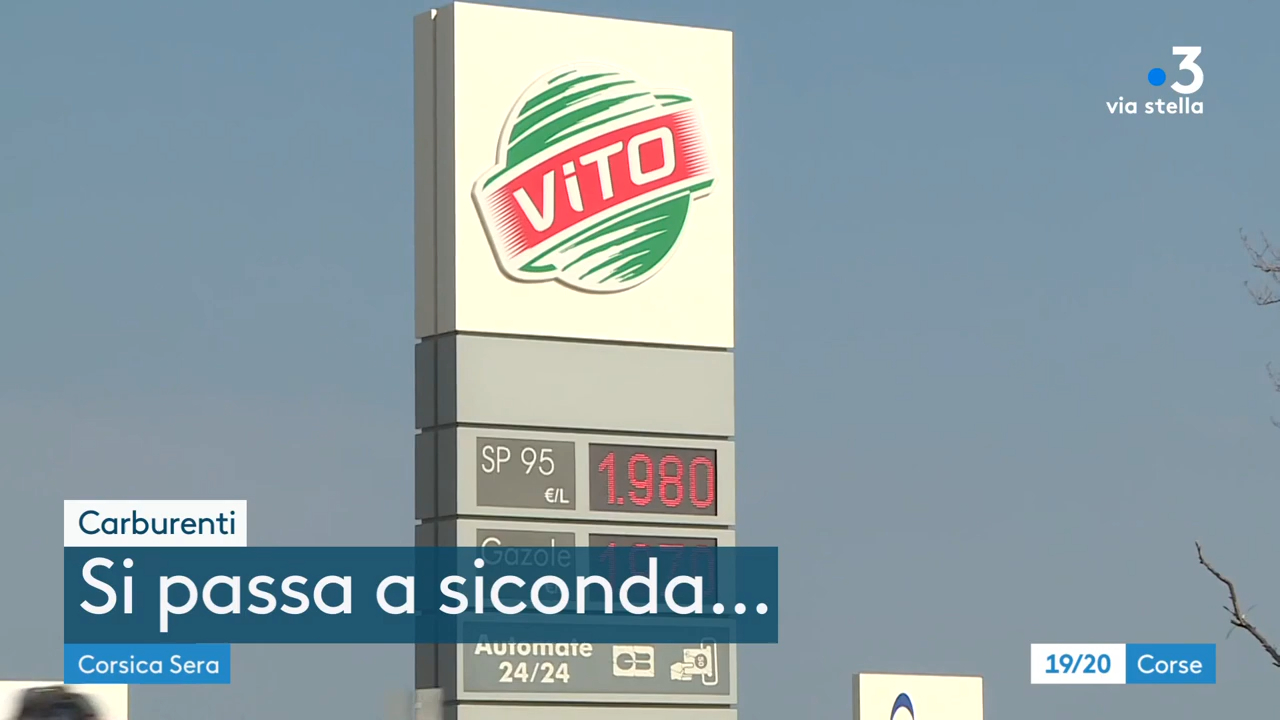 3
via stella
ViTO
SP 95
€/L
1.980
Carburenti
Gazole
Si passa a siconda...
Corsica Sera
Automate
24/24
19/20 Corse